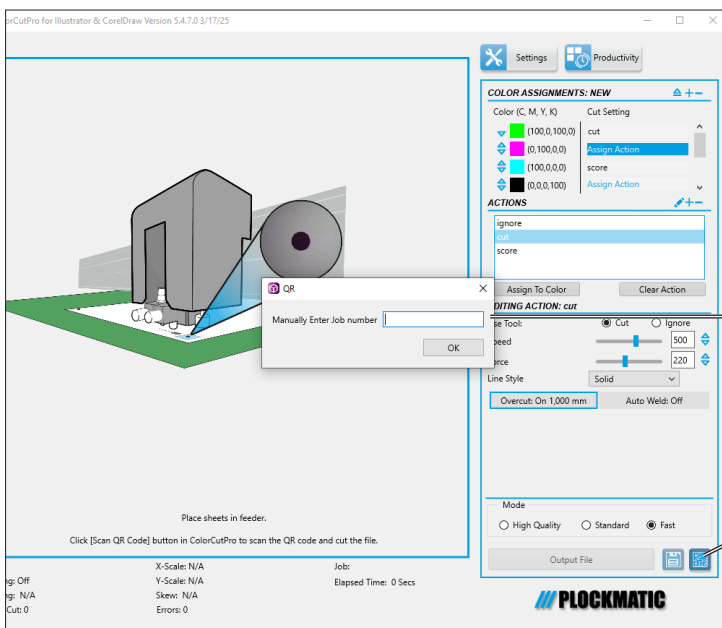 orCutPro for Illustrator & CorelDraw Version 5.4.7.0 3/17/25
Settings
Productivity
COLOR ASSIGNMENTS: NEW
Color (C, M, Y, K) Cut Setting
(100,0,100,0) cut
(0,100,0,0) Assign Action
(100,0,0,0) score
(0,0,0,100) Assign Action
ACTIONS
ignore
cut
score
Assign To Color Clear Action
QR
Manually Enter Job number
OK
DITING ACTION: cut
se Tool: Cut Ignore
peed 500
orce 220
Line Style Solid
Overcut: On 1,000 mm Auto Weld: Off
Mode
High Quality Standard Fast
Output File
Place sheets in feeder.
Click [Scan QR Code] button in ColorCutPro to scan the QR code and cut the file.
ng: Off
ng: N/A
Cut: 0
X-Scale: N/A
Y-Scale: N/A
Skew: N/A
Errors: 0
Job:
Elapsed Time: 0 Secs
PLOCKMATIC